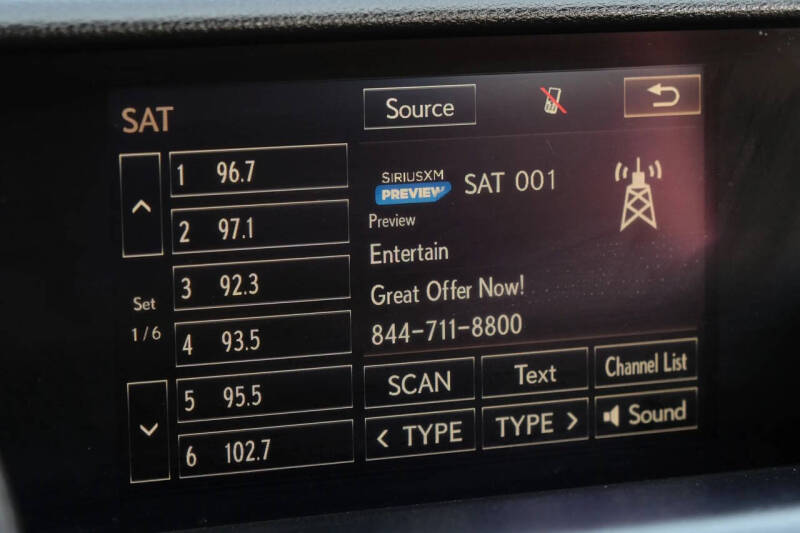 SAT
Source
1 96.7
2 97.1
3 92.3
4 93.5
5 95.5
6 102.7
Set
1/6
SIRIUSXM
PREVIEW
SAT 001
Preview
Entertain
Great Offer Now!
844-711-8800
SCAN
Text
Channel List
< TYPE
TYPE >
Sound